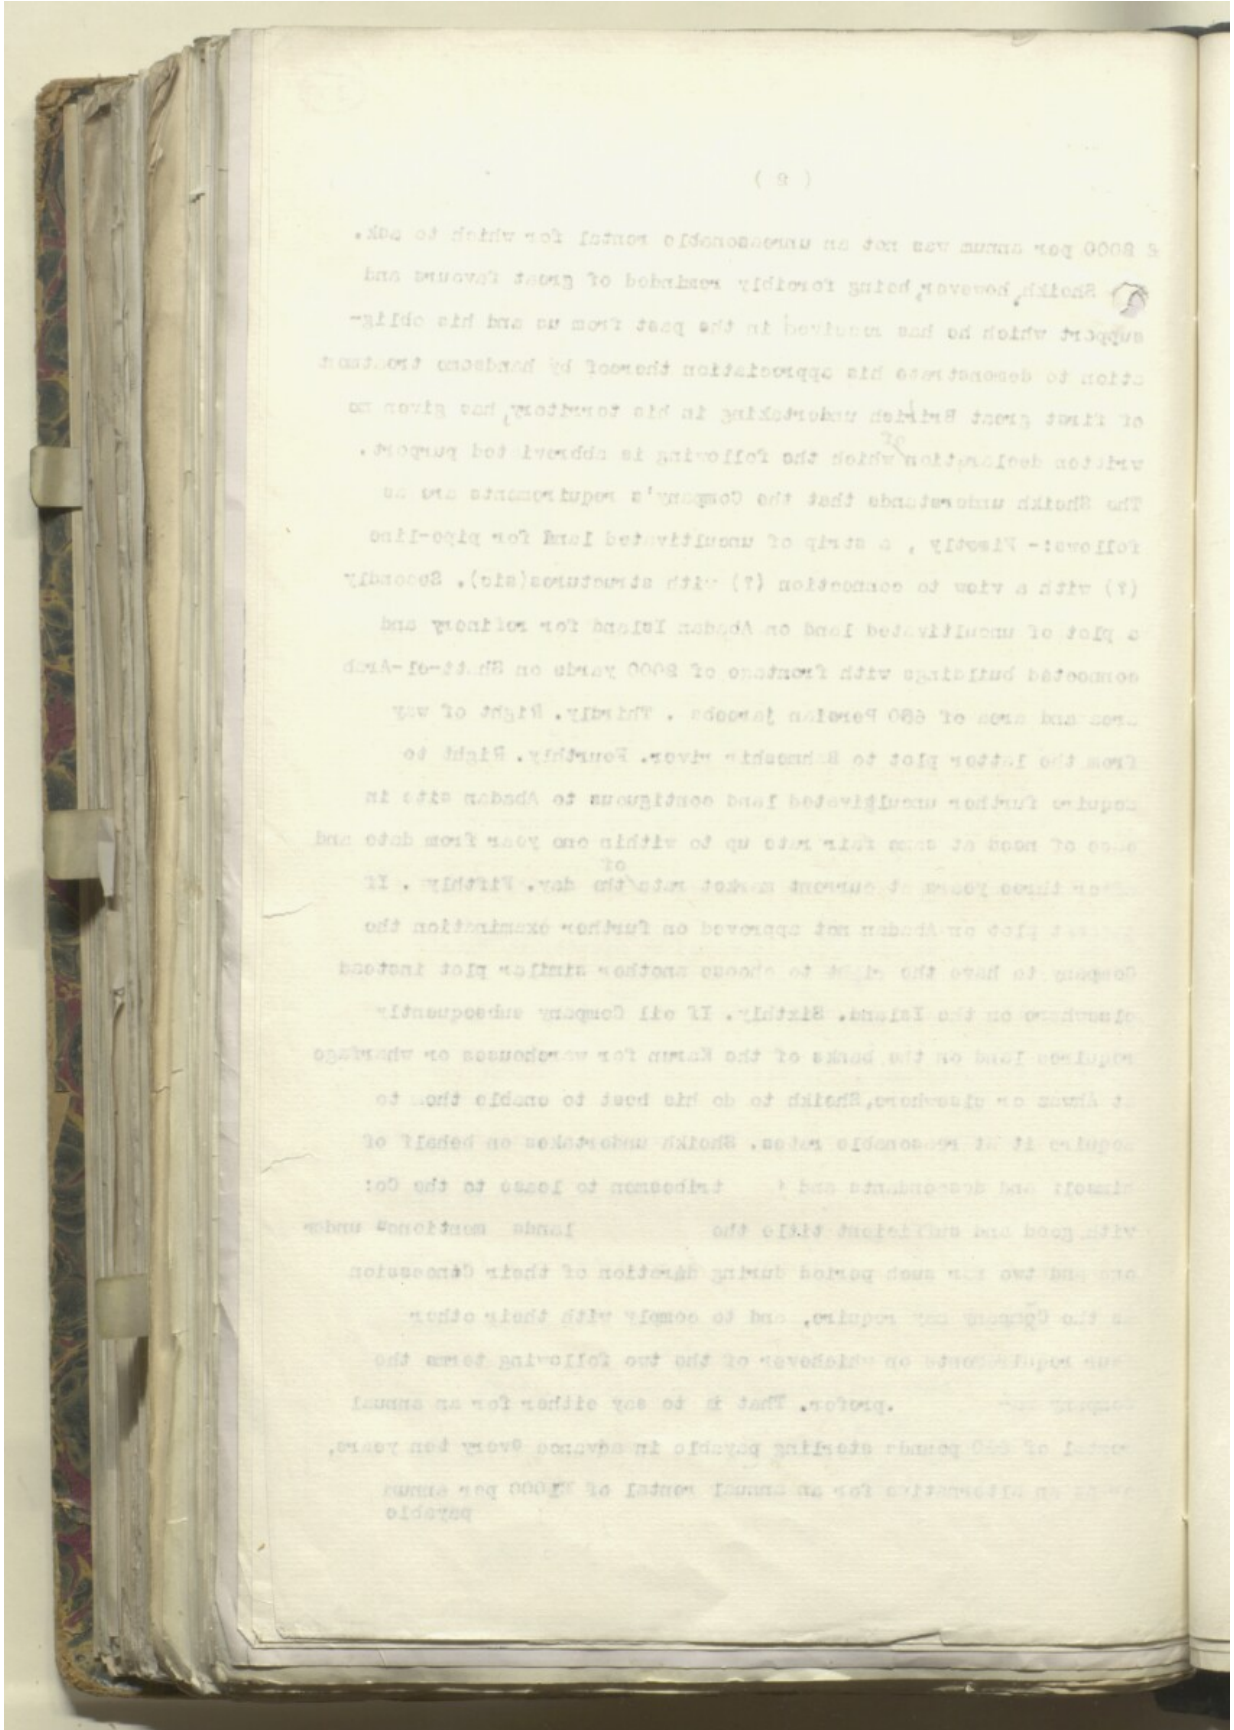 ( 2 )
£ 2000 per annum was not an unreasonable rental for which to ask.
Sheikh, however, being forcibly reminded of great favours and
support which he has received in the past from us and his oblig-
ation to demonstrate his appreciation thereof by handsome treatment
of first great British undertaking in his territory, has given me
written declaration of which the following is abbreviated purport.
The Sheikh understands that the Company's requirements are as
follows:- Firstly , a strip of uncultivated land for pipe-line
(?) with a view to connection (?) with structures(sic). Secondly
a plot of uncultivated land on Abadan Island for refinery and
connected buildings with frontage of 2000 yards on Shatt-el-Arab
area and area of 650 Persian jareebs . Thirdly. Right of way
from the latter plot to Bahmeshir river. Fourthly. Right to
acquire further uncultivated land contiguous to Abadan site in
case of need at same fair rate up to within one year from date and
after three years at current market rate of the day. Fifthly . If
plot or Abadan not approved on further examination the
Company to have the right to choose another similar plot instead
elsewhere on the Island. Sixthly. If oil Company subsequently
requires land on the banks of the Karun for warehouses or wharfage
at Ahwaz or elsewhere, Sheikh to do his best to enable them to
acquire it at reasonable rates. Sheikh undertakes on behalf of
himself and descendants and tribesmen to lease to the Co:
with good and sufficient title the lands mentioned under
one and two for such period during duration of their Concession
as the Company may require, and to comply with their other
requirements on whichever of the two following terms the
Company may prefer. That is to say either for an annual
rental of pounds sterling payable in advance every ten years,
or as an alternative for an annual rental of per annum
payable